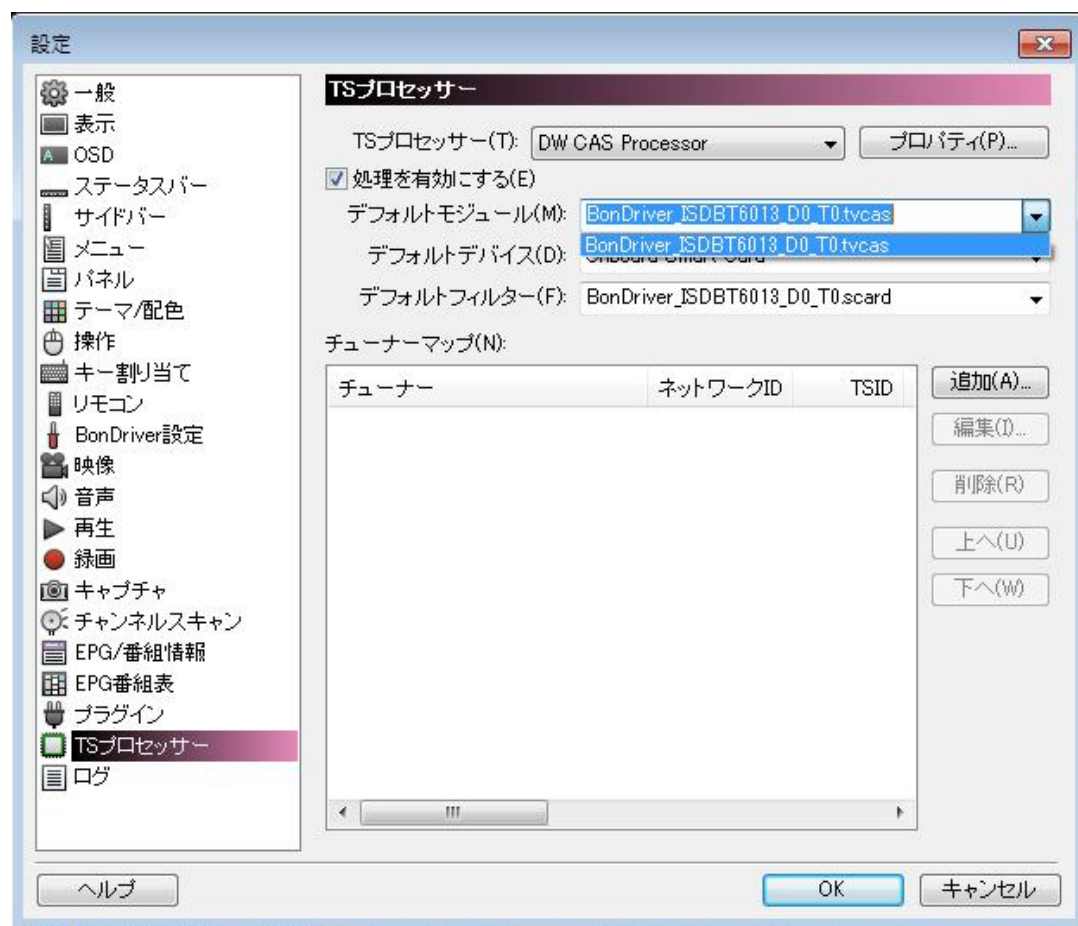 設定
一般
表示
OSD
ステータスバー
サイドバー
メニュー
パネル
テーマ/配色
操作
キー割り当て
リモコン
BonDriver設定
映像
音声
再生
録画
キャプチャ
チャンネルスキャン
EPG/番組情報
EPG番組表
プラグイン
TSプロセッサー
ログ
TSプロセッサー
TSプロセッサー(T): DW CAS Processor プロパティ(P)...
処理を有効にする(E)
デフォルトモジュール(M): BonDriver_ISDBT6013_D0_T0.tvcas
BonDriver_ISDBT6013_D0_T0.tvcas
デフォルトデバイス(D):
デフォルトフィルター(F): BonDriver_ISDBT6013_D0_T0.scard
チューナーマップ(N):
チューナー ネットワークID TSID
追加(A)...
編集(I)...
削除(R)
上へ(U)
下へ(W)
ヘルプ OK キャンセル